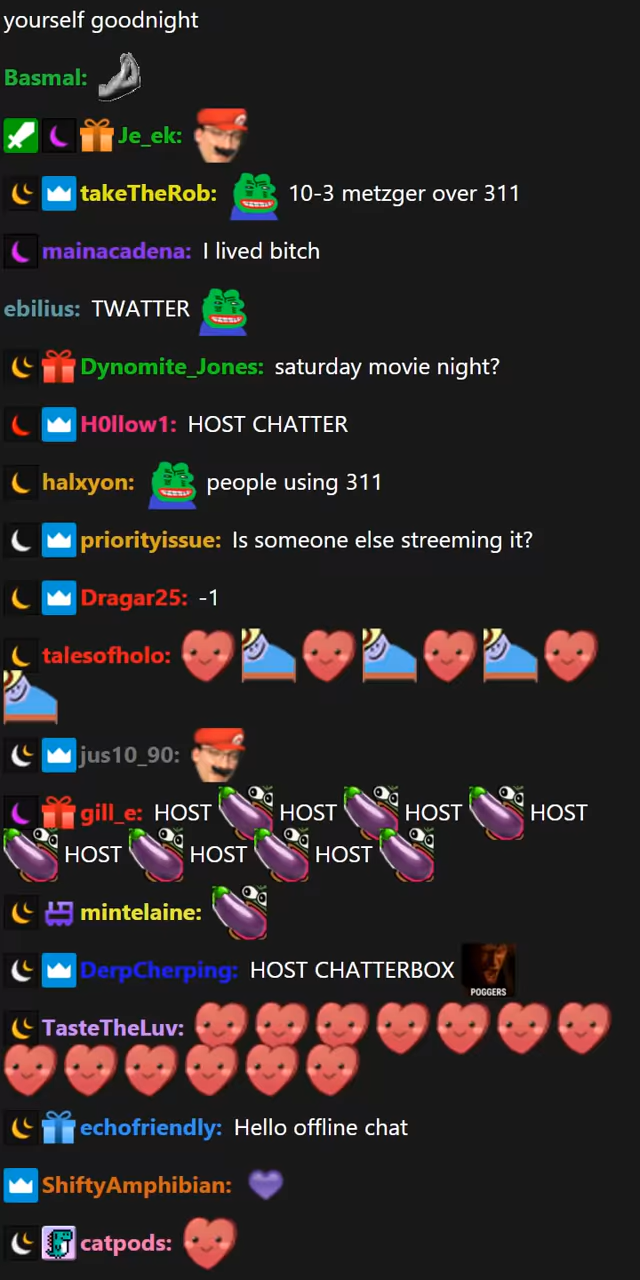 yourself goodnight
Basmal:
Je_ek:
takeTheRob: 10-3 metzger over 311
mainacadena: I lived bitch
ebilius: TWATTER
Dynomite_Jones: saturday movie night?
H0llow1: HOST CHATTER
halxyon: people using 311
priorityissue: Is someone else streeming it?
Dragar25: -1
talesofholo:
jus10_90:
gill_e: HOST HOST HOST HOST
HOST HOST HOST
mintelaine:
DerpCherping: HOST CHATTERBOX
POGGERS
TasteTheLuv:
echofriendly: Hello offline chat
ShiftyAmphibian:
catpods: